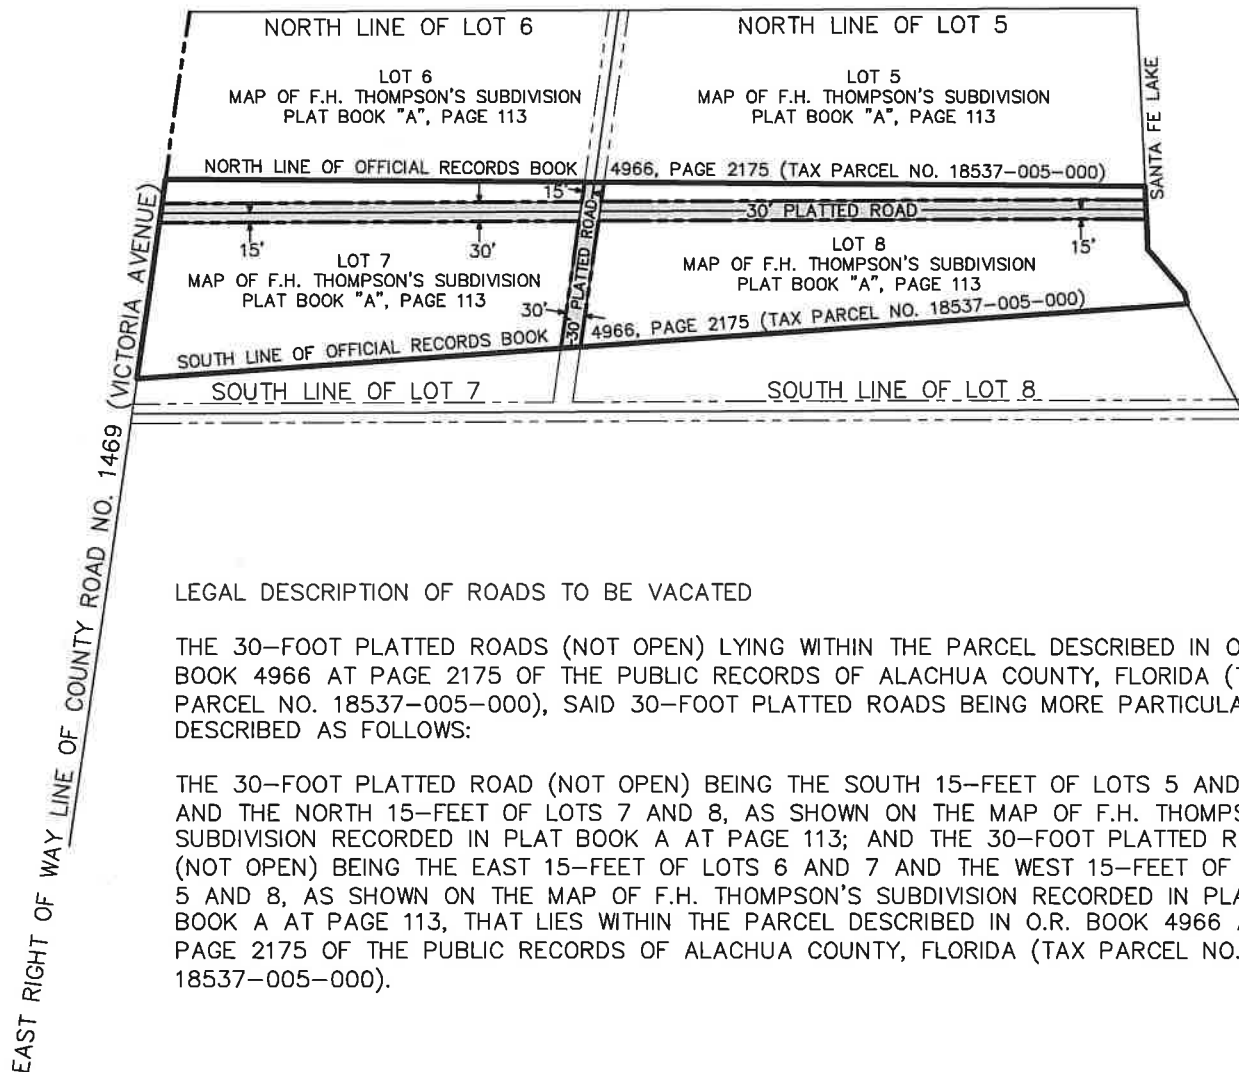 NORTH LINE OF LOT 6
NORTH LINE OF LOT 5
LOT 6
MAP OF F.H. THOMPSON'S SUBDIVISION
PLAT BOOK "A", PAGE 113
LOT 5
MAP OF F.H. THOMPSON'S SUBDIVISION
PLAT BOOK "A", PAGE 113
SANTA FE LAKE
NORTH LINE OF OFFICIAL RECORDS BOOK 4966, PAGE 2175 (TAX PARCEL NO. 18537-005-000)
15'
30' PLATTED ROAD
15'
30'
15'
30' PLATTED ROAD
LOT 7
MAP OF F.H. THOMPSON'S SUBDIVISION
PLAT BOOK "A", PAGE 113
LOT 8
MAP OF F.H. THOMPSON'S SUBDIVISION
PLAT BOOK "A", PAGE 113
30'
SOUTH LINE OF OFFICIAL RECORDS BOOK 4966, PAGE 2175 (TAX PARCEL NO. 18537-005-000)
SOUTH LINE OF LOT 7
SOUTH LINE OF LOT 8
EAST RIGHT OF WAY LINE OF COUNTY ROAD NO. 1469 (VICTORIA AVENUE)
LEGAL DESCRIPTION OF ROADS TO BE VACATED
THE 30-FOOT PLATTED ROADS (NOT OPEN) LYING WITHIN THE PARCEL DESCRIBED IN O
BOOK 4966 AT PAGE 2175 OF THE PUBLIC RECORDS OF ALACHUA COUNTY, FLORIDA (T
PARCEL NO. 18537-005-000), SAID 30-FOOT PLATTED ROADS BEING MORE PARTICULA
DESCRIBED AS FOLLOWS:
THE 30-FOOT PLATTED ROAD (NOT OPEN) BEING THE SOUTH 15-FEET OF LOTS 5 AND
AND THE NORTH 15-FEET OF LOTS 7 AND 8, AS SHOWN ON THE MAP OF F.H. THOMPS
SUBDIVISION RECORDED IN PLAT BOOK A AT PAGE 113; AND THE 30-FOOT PLATTED R
(NOT OPEN) BEING THE EAST 15-FEET OF LOTS 6 AND 7 AND THE WEST 15-FEET OF
5 AND 8, AS SHOWN ON THE MAP OF F.H. THOMPSON'S SUBDIVISION RECORDED IN PLA
BOOK A AT PAGE 113, THAT LIES WITHIN THE PARCEL DESCRIBED IN O.R. BOOK 4966 A
PAGE 2175 OF THE PUBLIC RECORDS OF ALACHUA COUNTY, FLORIDA (TAX PARCEL NO.
18537-005-000).